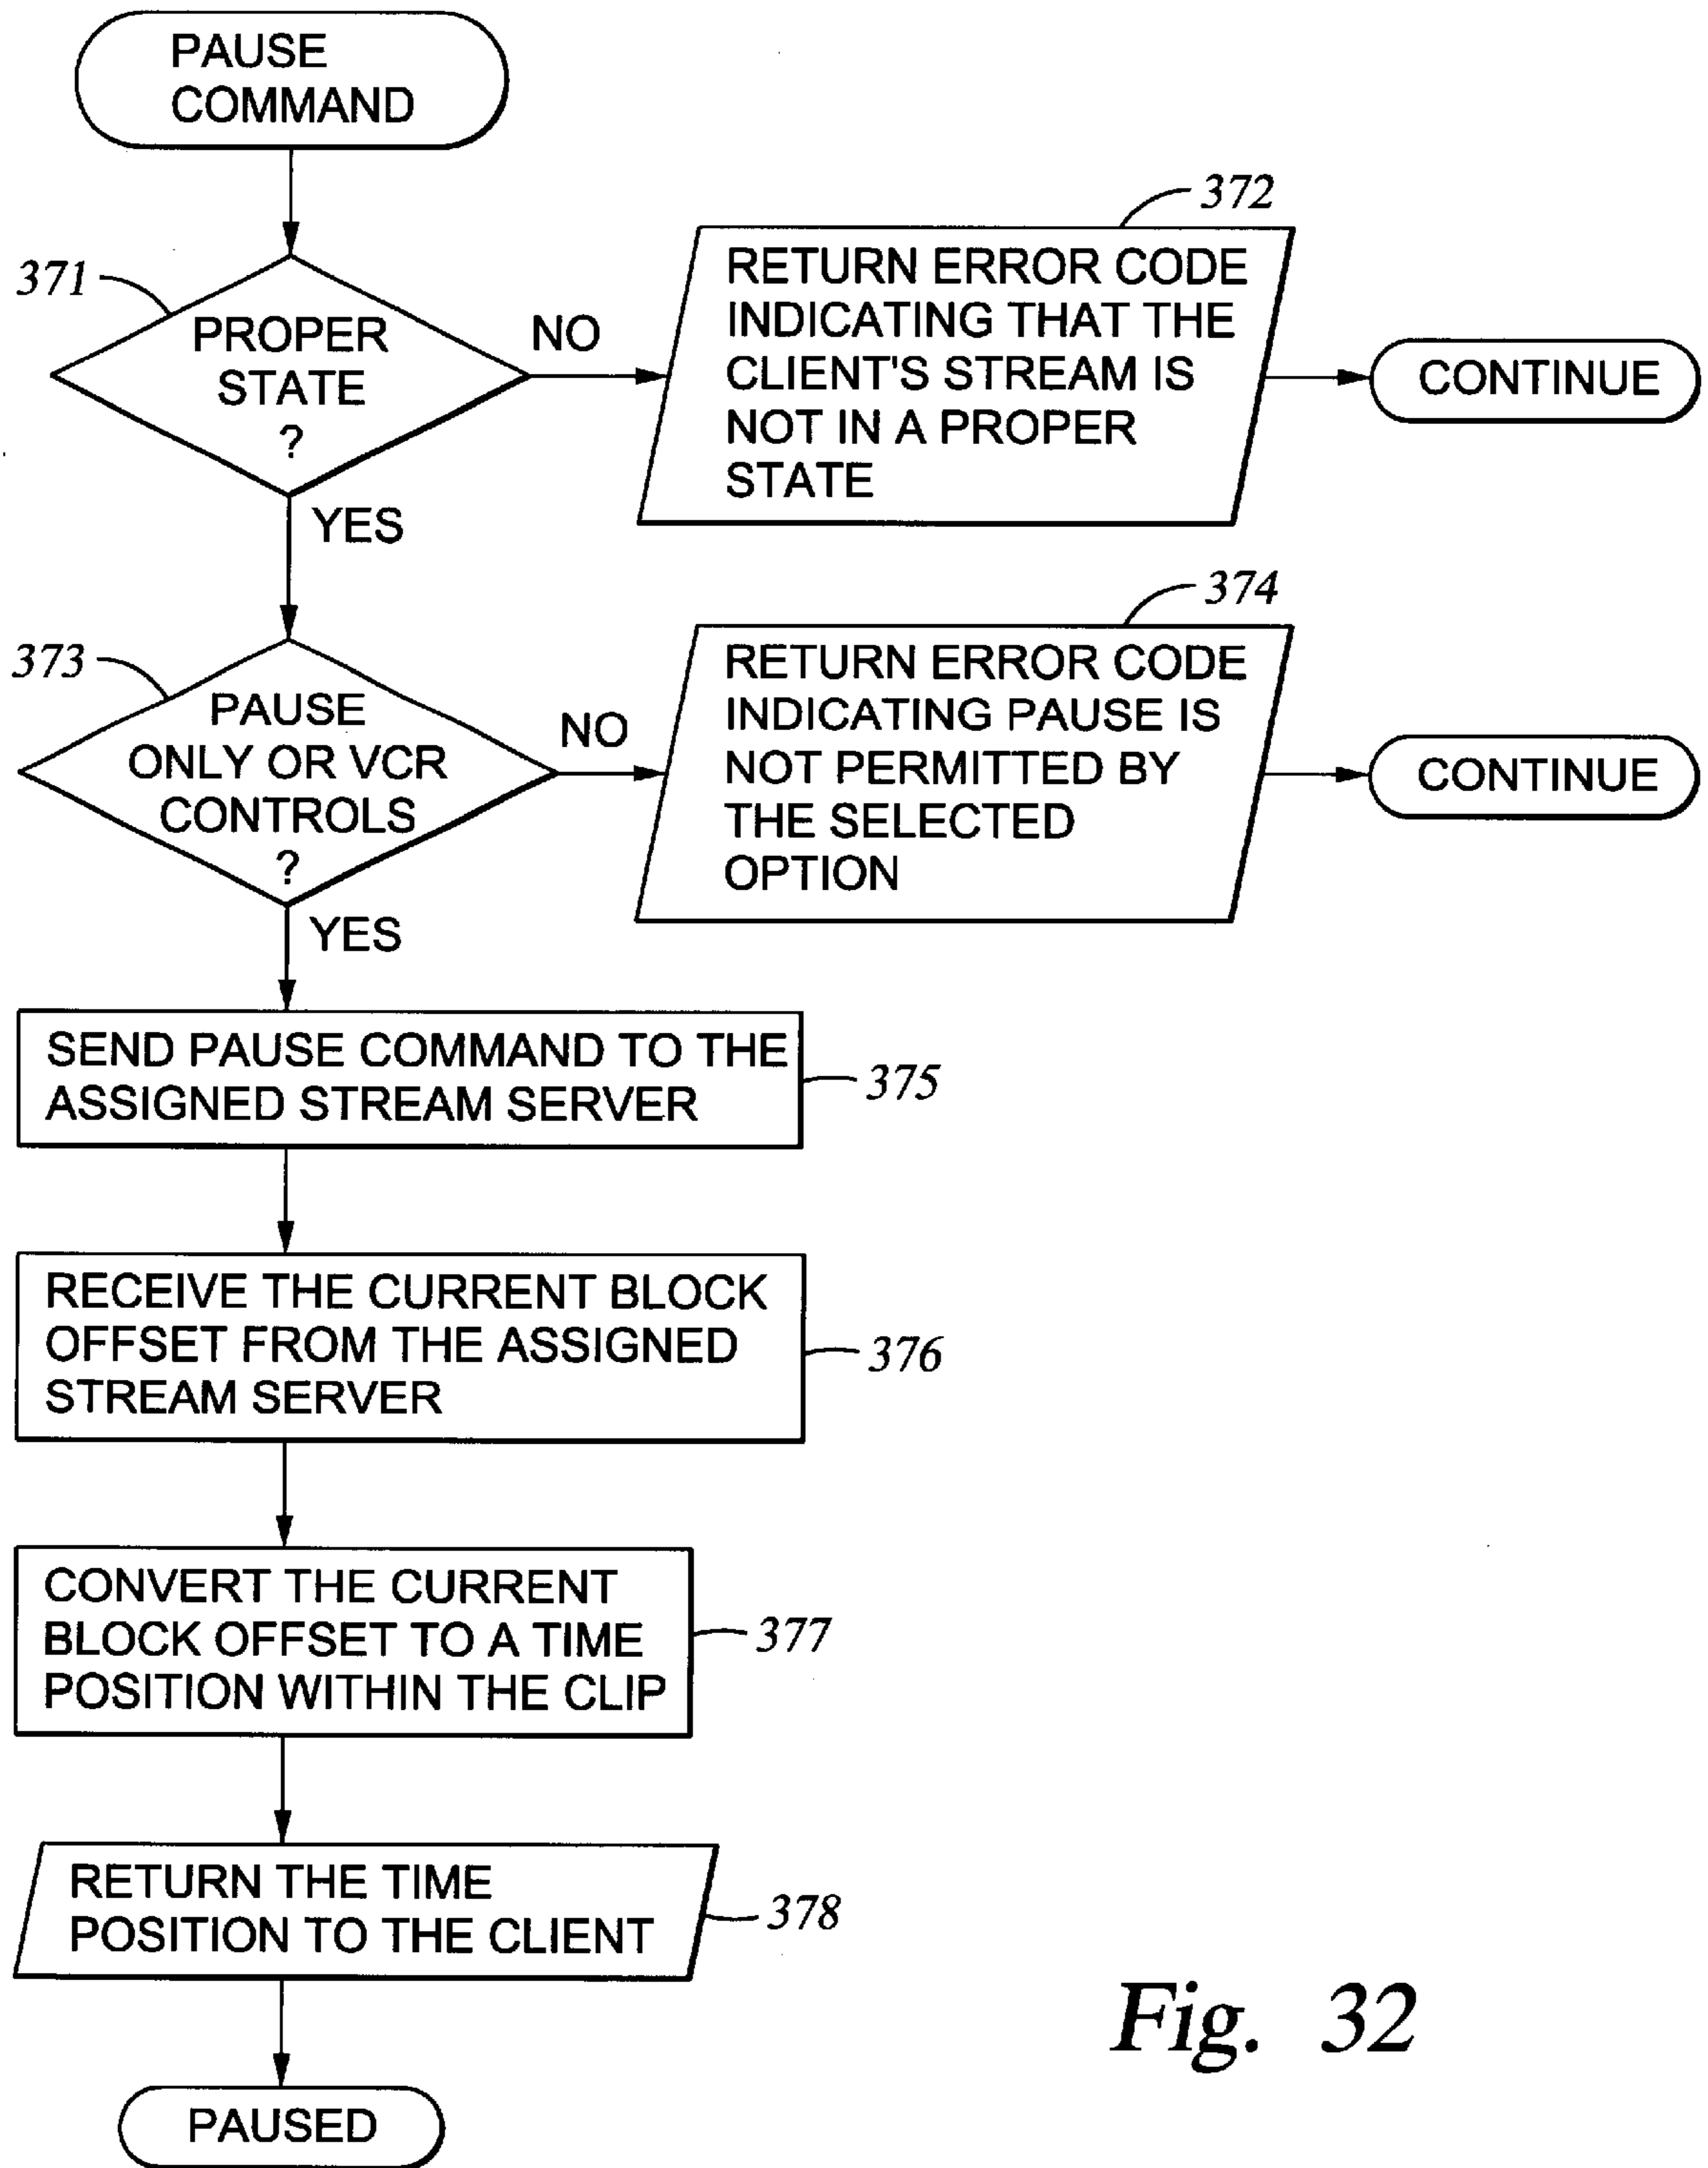 PAUSE
COMMAND
371
PROPER
STATE
?
NO
372
RETURN ERROR CODE
INDICATING THAT THE
CLIENT'S STREAM IS
NOT IN A PROPER
STATE
CONTINUE
YES
373
PAUSE
ONLY OR VCR
CONTROLS
?
NO
374
RETURN ERROR CODE
INDICATING PAUSE IS
NOT PERMITTED BY
THE SELECTED
OPTION
CONTINUE
YES
SEND PAUSE COMMAND TO THE
ASSIGNED STREAM SERVER
375
RECEIVE THE CURRENT BLOCK
OFFSET FROM THE ASSIGNED
STREAM SERVER
376
CONVERT THE CURRENT
BLOCK OFFSET TO A TIME
POSITION WITHIN THE CLIP
377
RETURN THE TIME
POSITION TO THE CLIENT
378
PAUSED
Fig. 32